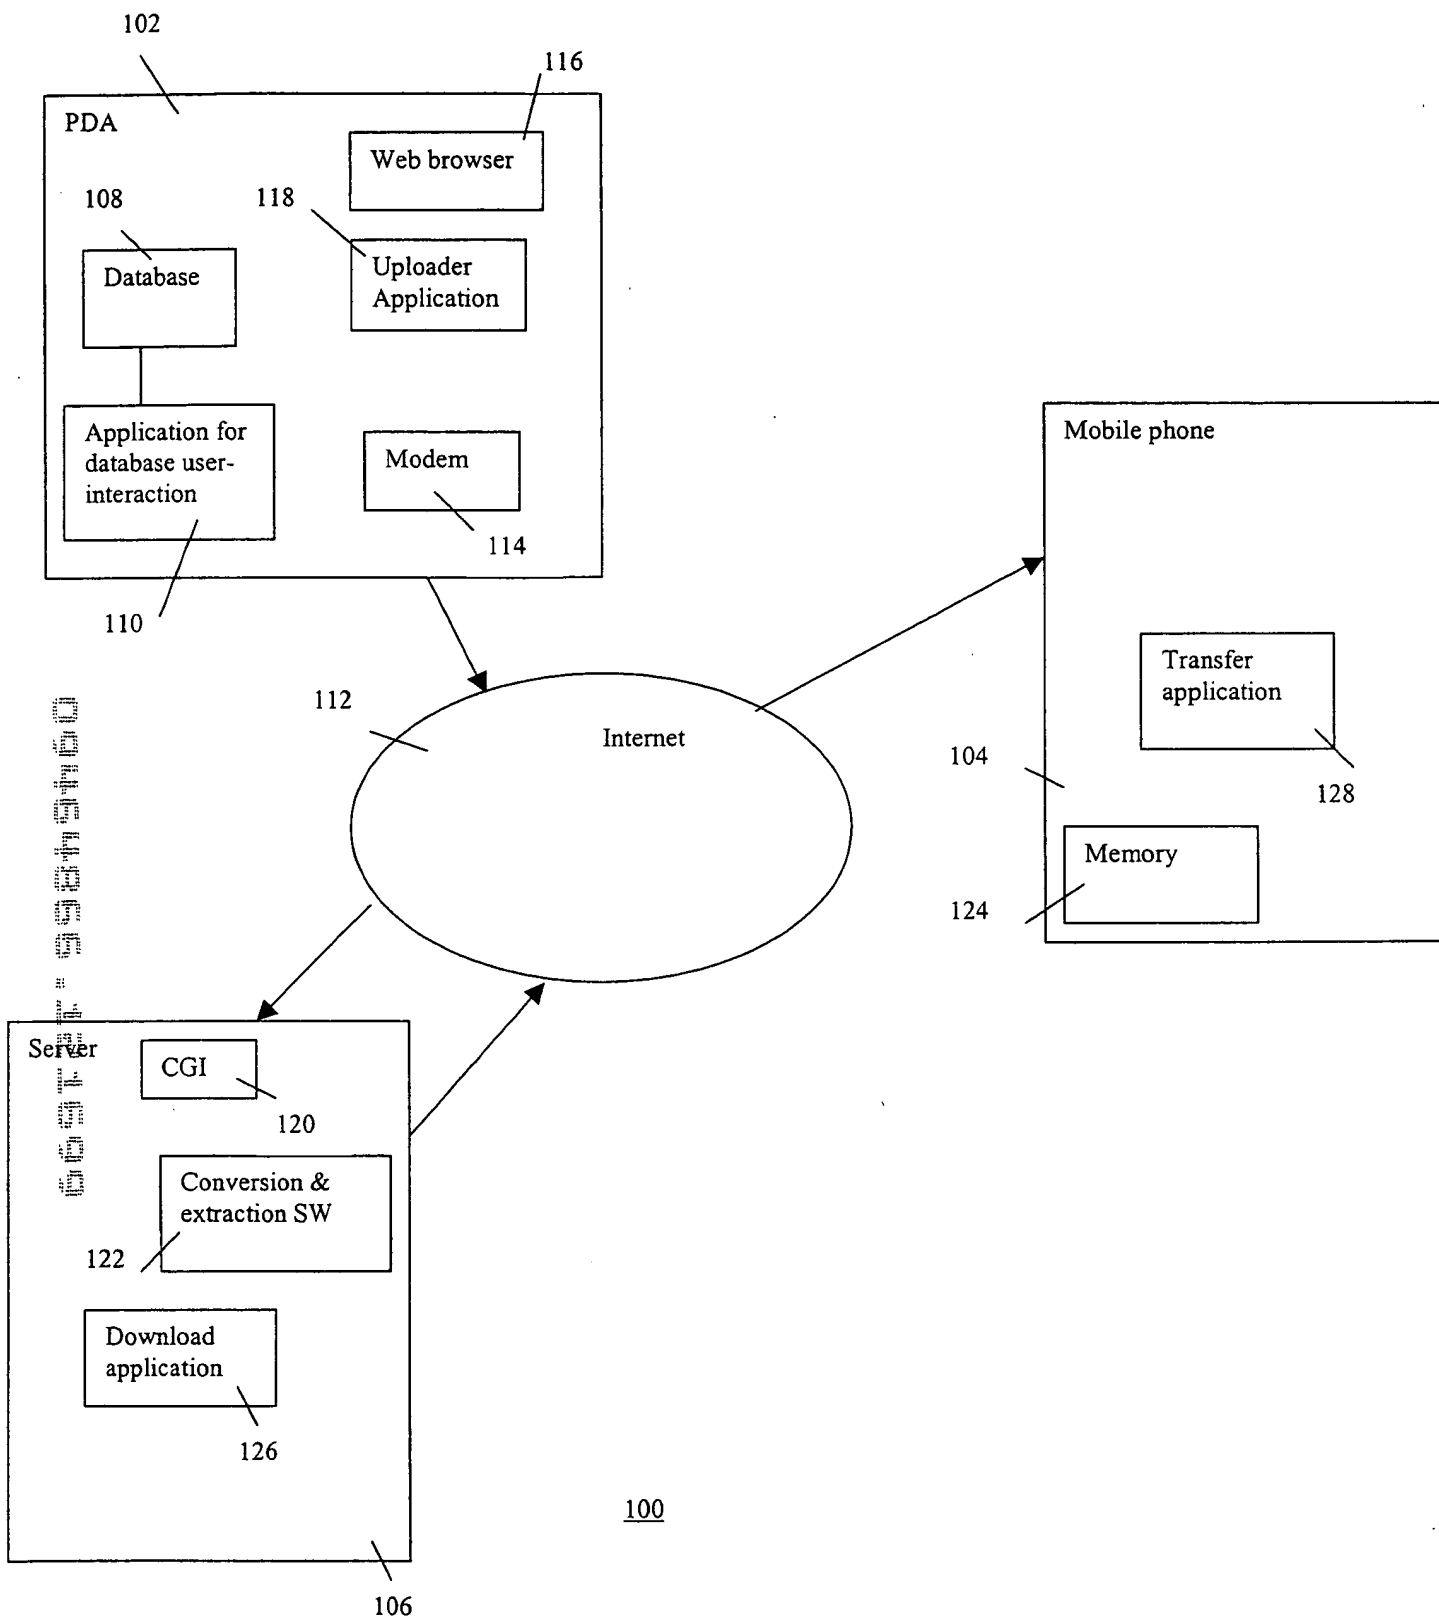 102
116
PDA
Web browser
108
118
Database
Uploader
Application
Application for
database user-
interaction
Modem
114
110
Mobile phone
Transfer
application
112
Internet
104
128
Memory
124
Server
CGI
120
Conversion &
extraction SW
122
Download
application
126
100
106
09454866.121699